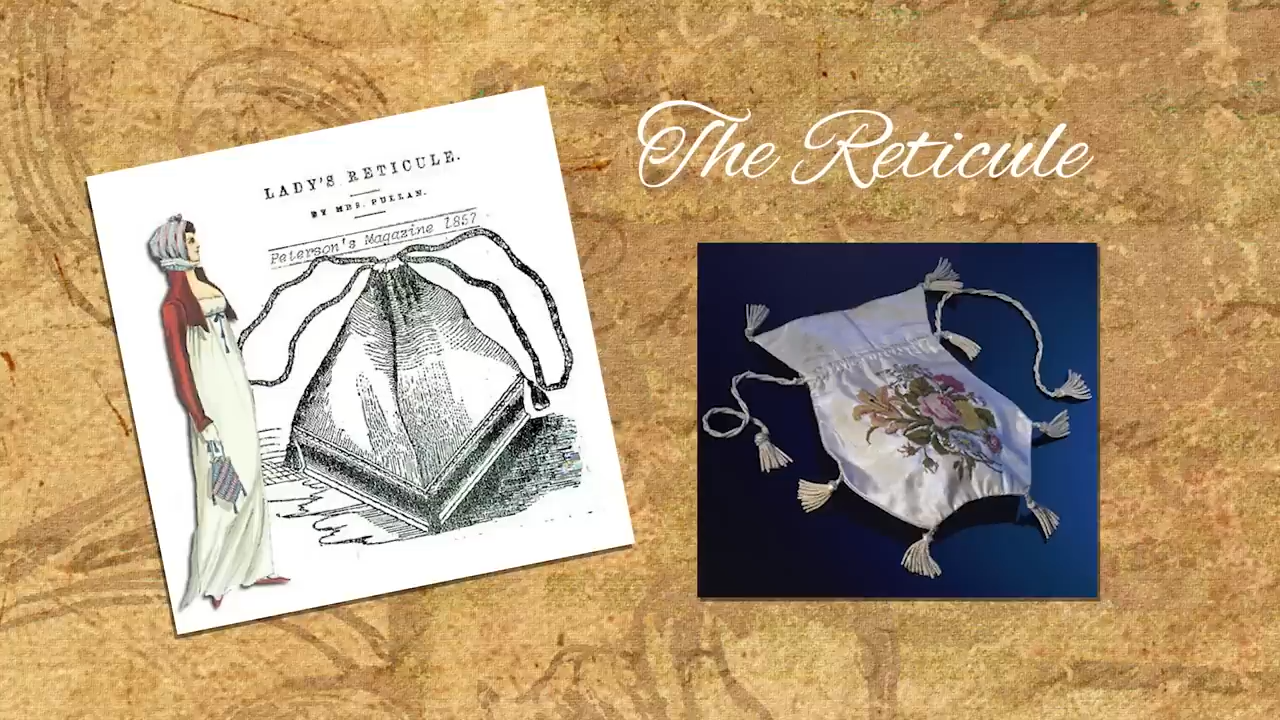 The Reticule
LADY'S RETICULE.
BY MRS. PULLAN.
Peterson's Magazine 1857